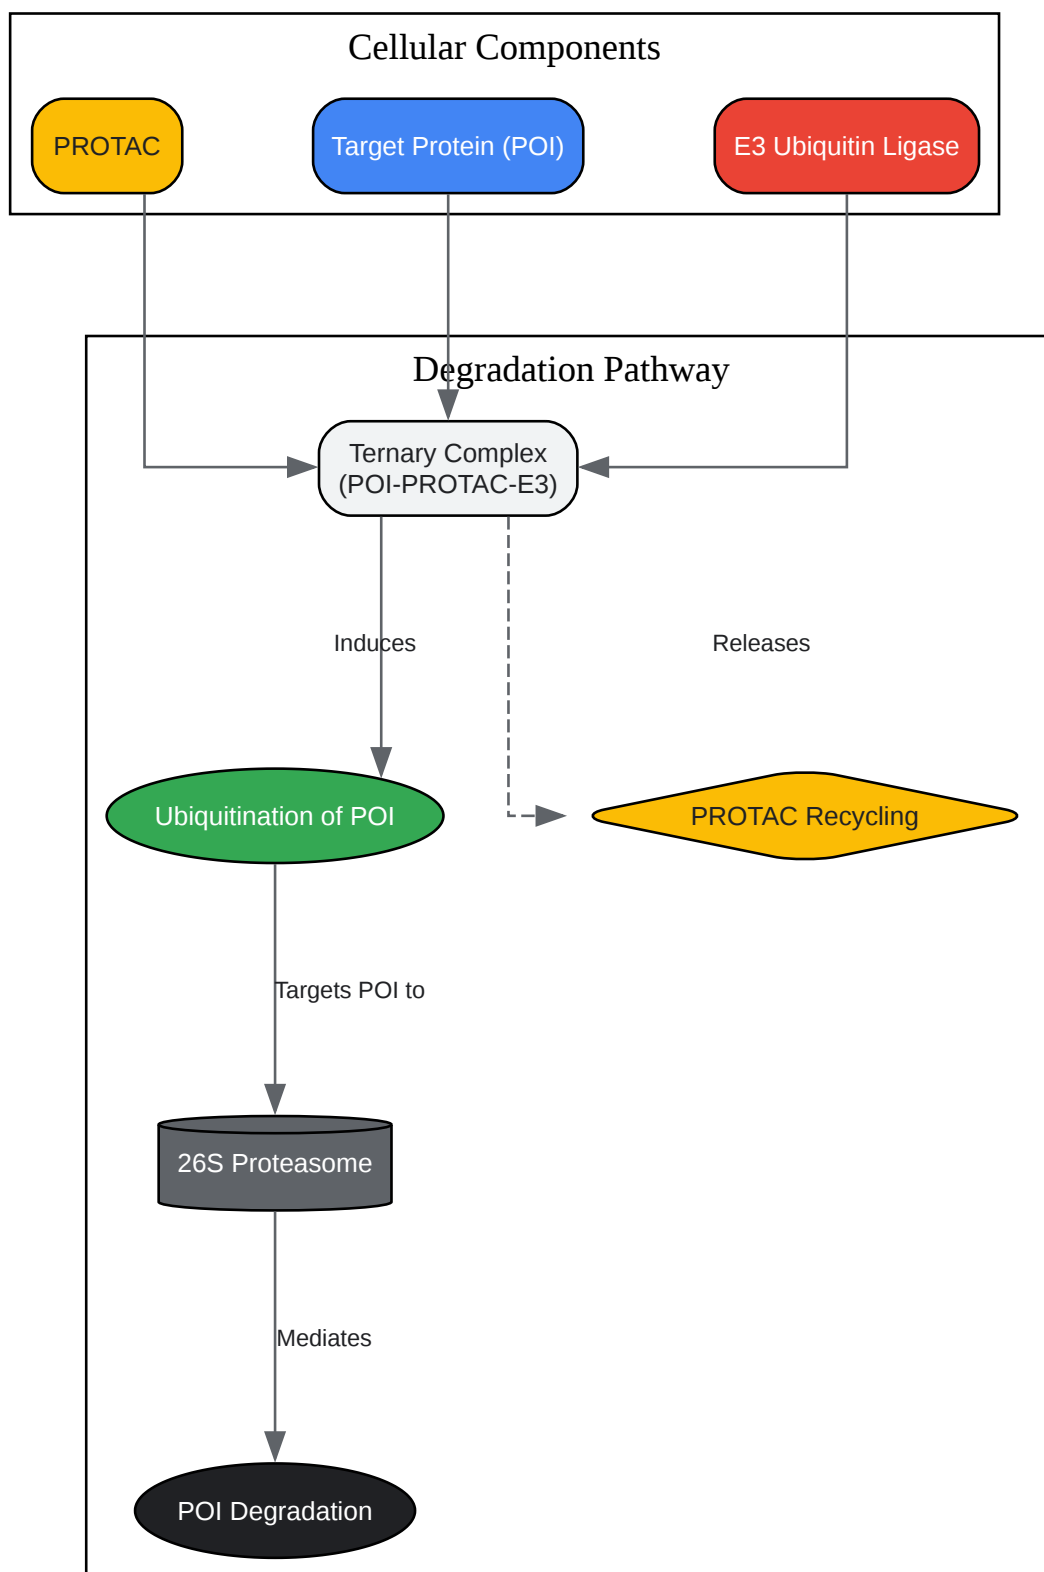 Cellular Components
PROTAC
Target Protein (POI)
E3 Ubiquitin Ligase
Degradation Pathway
Ternary Complex
(POI-PROTAC-E3)
Induces
Releases
Ubiquitination of POI
PROTAC Recycling
Targets POI to
26S Proteasome
Mediates
POI Degradation